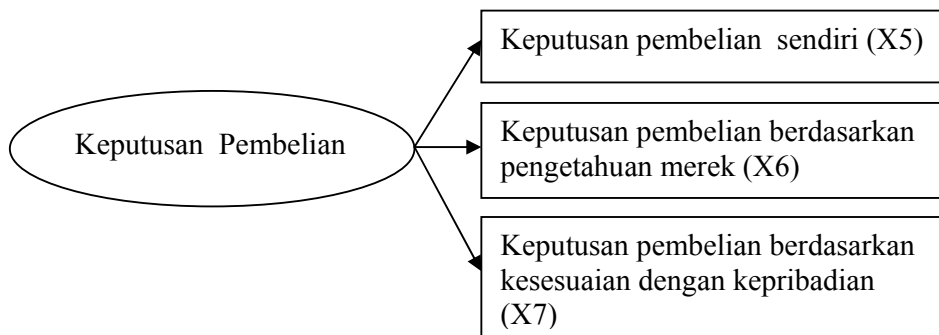 Keputusan pembelian sendiri (X5)
Keputusan Pembelian
Keputusan pembelian berdasarkan
pengetahuan merek (X6)
Keputusan pembelian berdasarkan
kesesuaian dengan kepribadian
(X7)